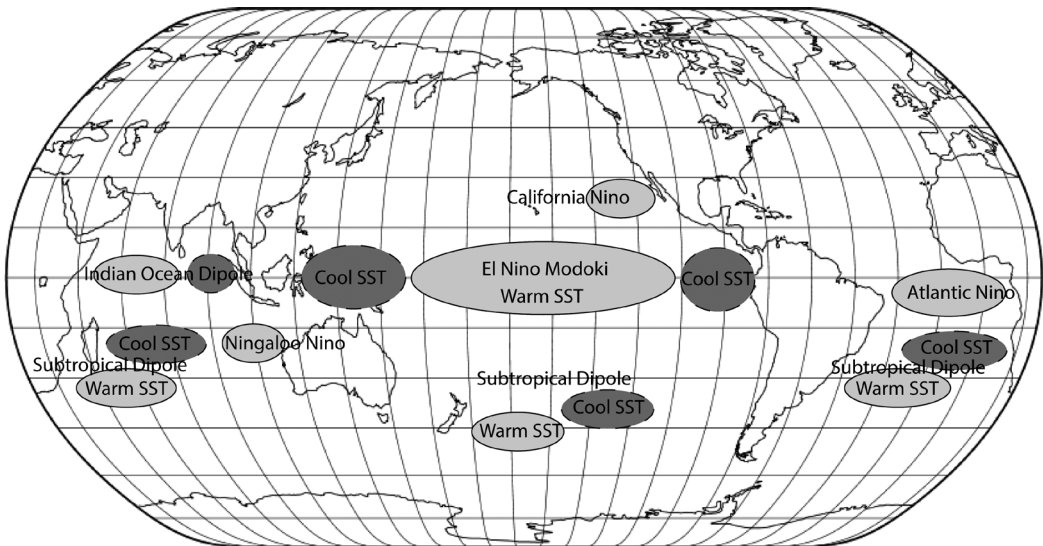 California Nino
Indian Ocean Dipole
Cool SST
El Nino Modoki
Warm SST
Cool SST
Atlantic Nino
Cool SST
Ningaloo Nino
Cool SST
Subtropical Dipole
Subtropical Dipole
Warm SST
Subtropical Dipole
Warm SST
Cool SST
Warm SST